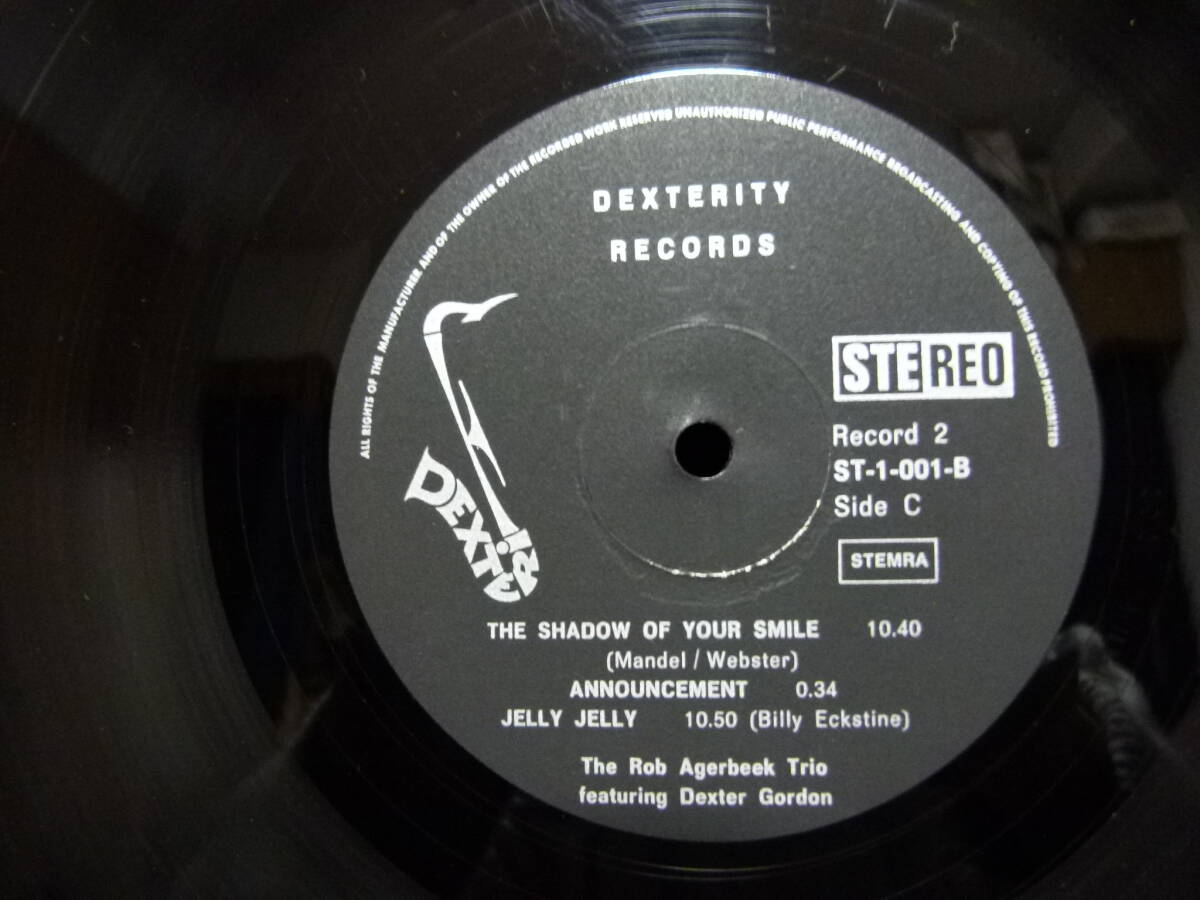 ALL RIGHTS OF THE MANUFACTURER AND OF THE OWNER OF THE RECORDED WORK RESERVED UNAUTHORIZED PUBLIC PERFORMANCE BROADCASTING AND COPYING OF THIS RECORD PROHIBITED
DEXTERITY
RECORDS
STEREO
Record 2
ST-1-001-B
Side C
STEMRA
DEXTER
THE SHADOW OF YOUR SMILE 10.40
(Mandel / Webster)
ANNOUNCEMENT 0.34
JELLY JELLY 10.50 (Billy Eckstine)
The Rob Agerbeek Trio
featuring Dexter Gordon